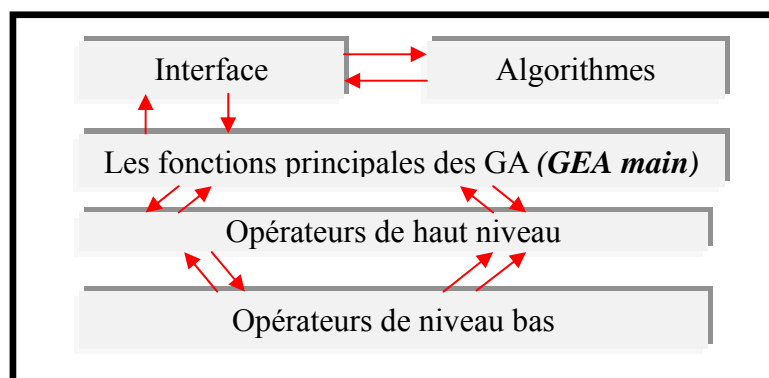 Interface
Algorithmes
Les fonctions principales des GA (GEA main)
Opérateurs de haut niveau
Opérateurs de niveau bas